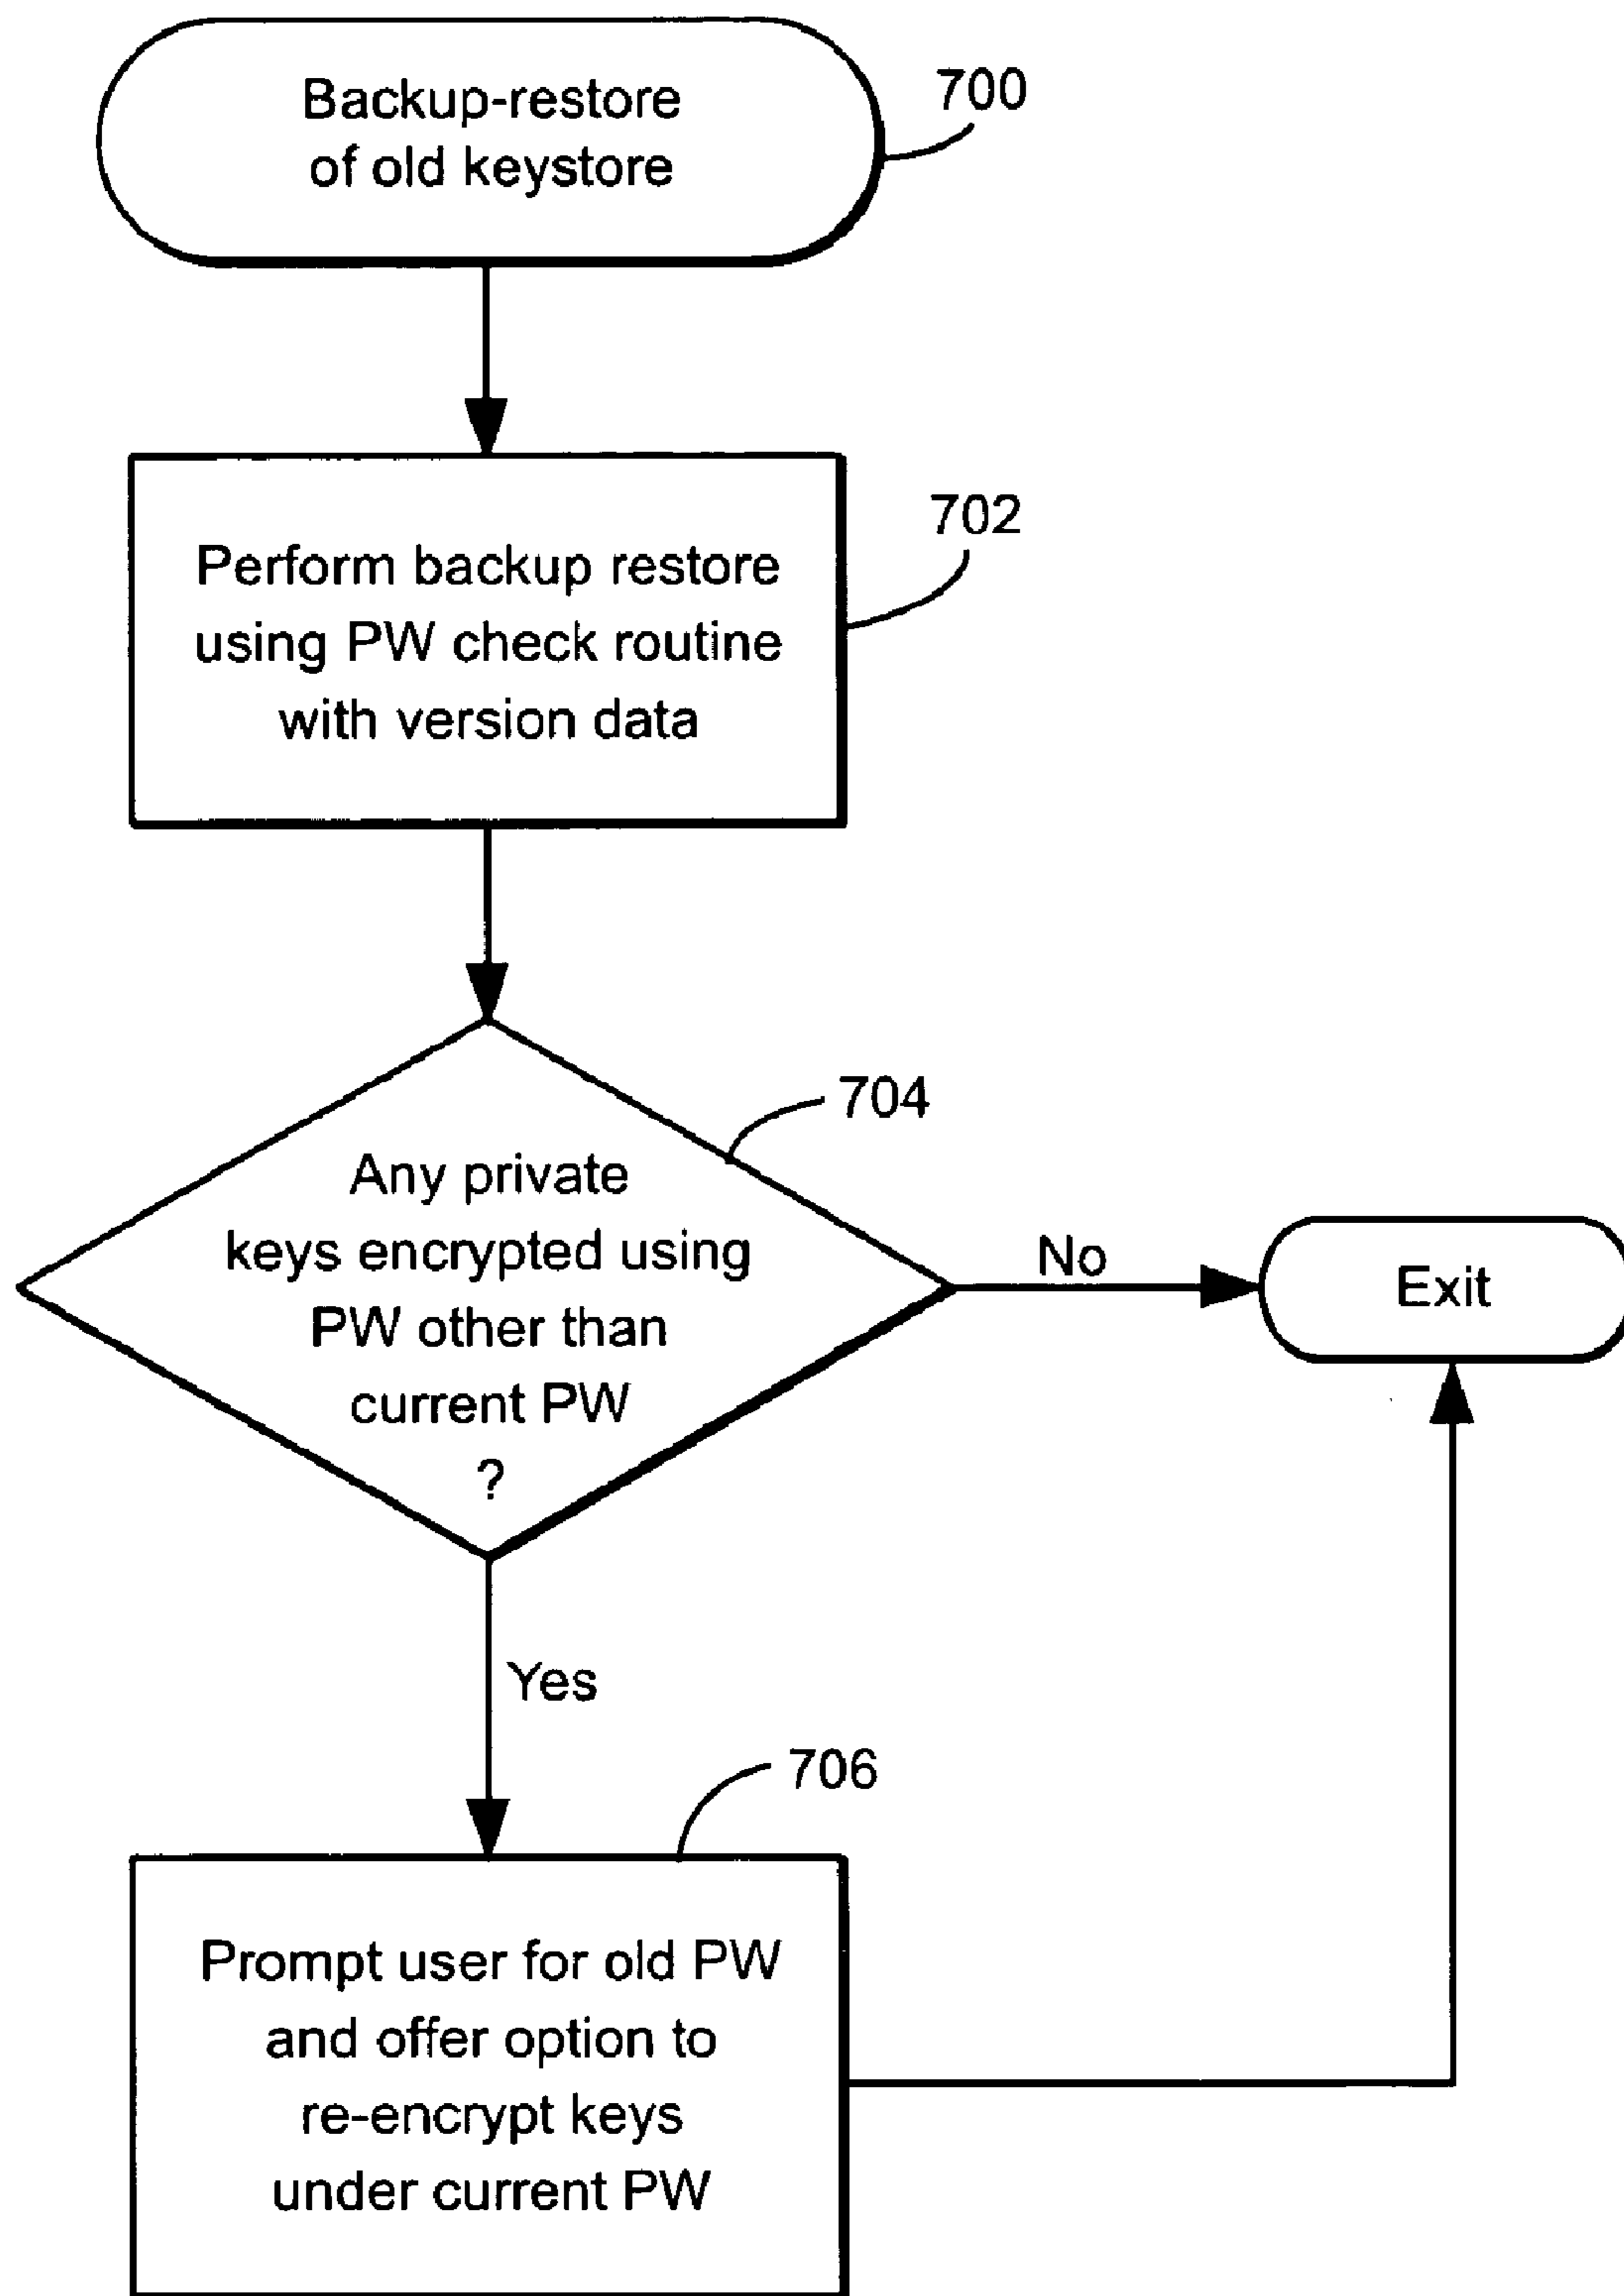 Backup-restore
of old keystore
700
Perform backup restore
using PW check routine
with version data
702
704
Any private
keys encrypted using
PW other than
current PW
?
No
Exit
Yes
706
Prompt user for old PW
and offer option to
re-encrypt keys
under current PW